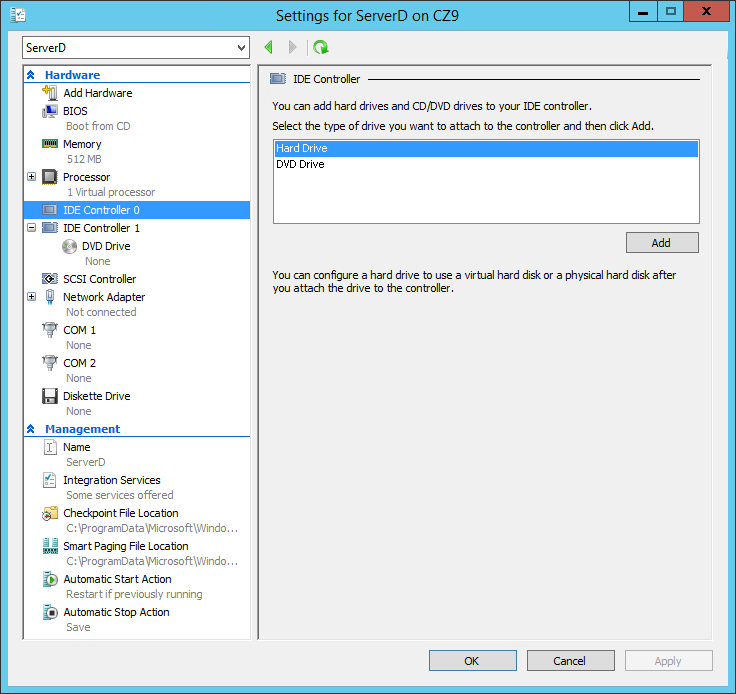 Settings for ServerD on CZ9
ServerD
Hardware
Add Hardware
BIOS
Boot from CD
Memory
512 MB
Processor
1 Virtual processor
IDE Controller 0
IDE Controller 1
DVD Drive
None
SCSI Controller
Network Adapter
Not connected
COM 1
None
COM 2
None
Diskette Drive
None
Management
Name
ServerD
Integration Services
Some services offered
Checkpoint File Location
C:\ProgramData\Microsoft\Windo...
Smart Paging File Location
C:\ProgramData\Microsoft\Windo...
Automatic Start Action
Restart if previously running
Automatic Stop Action
Save
IDE Controller
You can add hard drives and CD/DVD drives to your IDE controller.
Select the type of drive you want to attach to the controller and then click Add.
Hard Drive
DVD Drive
Add
You can configure a hard drive to use a virtual hard disk or a physical hard disk after
you attach the drive to the controller.
OK
Cancel
Apply